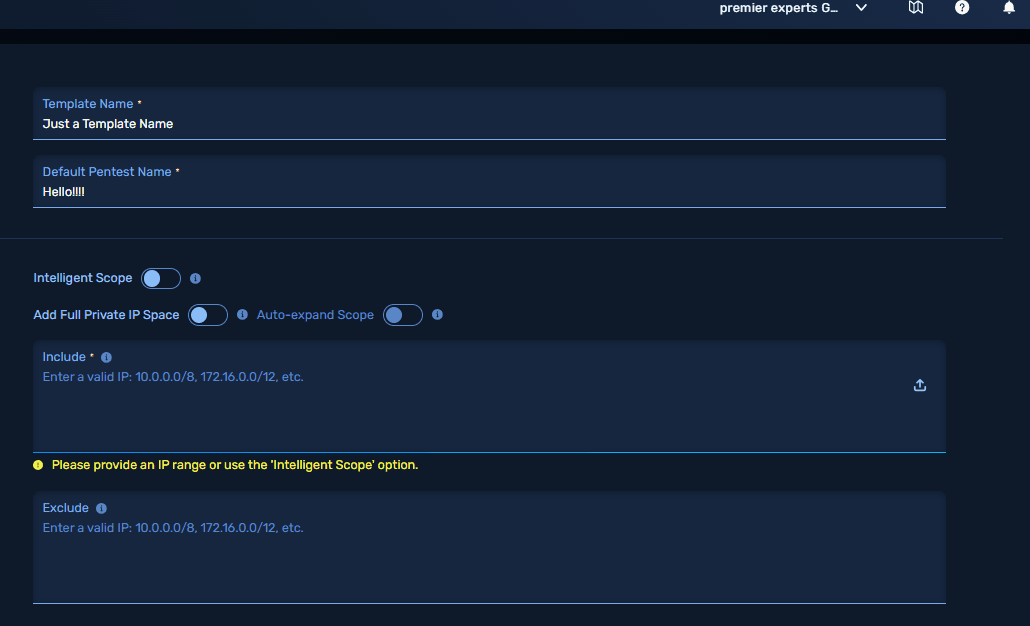 premier experts G...
Template Name *
Just a Template Name
Default Pentest Name *
Hello!!!!
Intelligent Scope
Add Full Private IP Space Auto-expand Scope
Include *
Enter a valid IP: 10.0.0.0/8, 172.16.0.0/12, etc.
Please provide an IP range or use the 'Intelligent Scope' option.
Exclude
Enter a valid IP: 10.0.0.0/8, 172.16.0.0/12, etc.